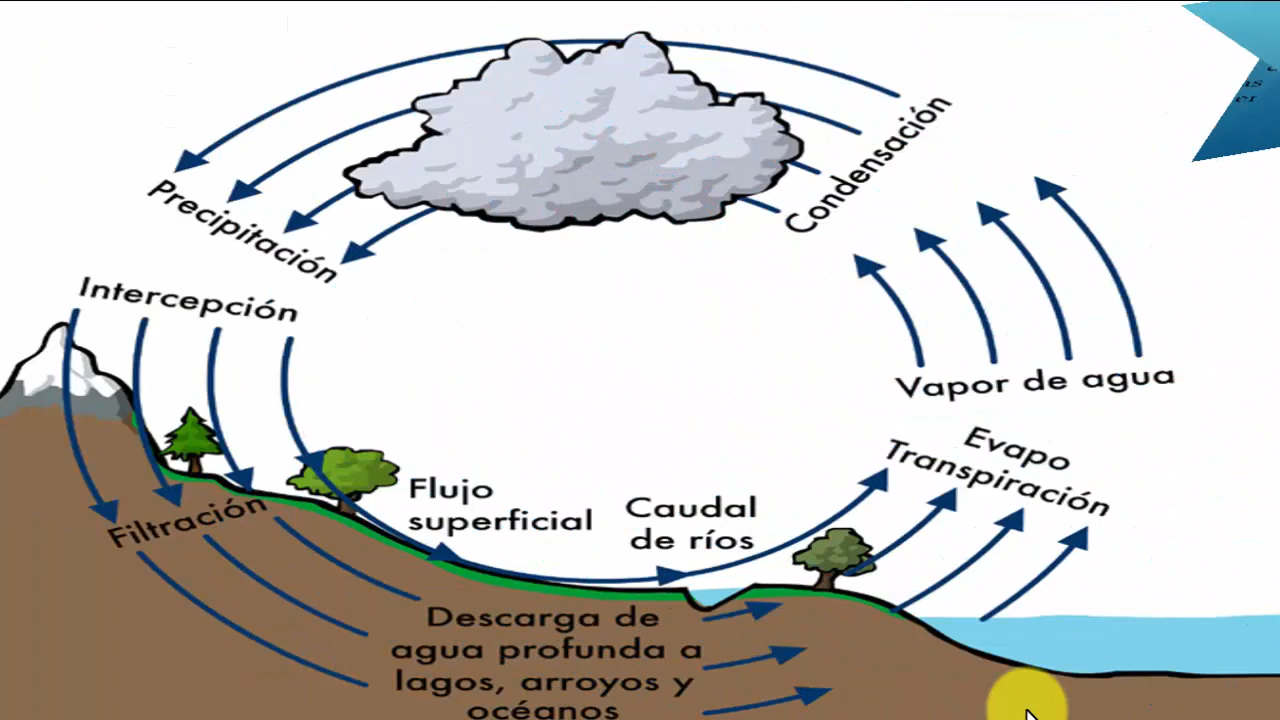 Condensación
Precipitación
Intercepción
Vapor de agua
Evapo
Transpiración
Flujo
superficial
Caudal
de ríos
Filtración
Descarga de
agua profunda a
lagos, arroyos y
océanos